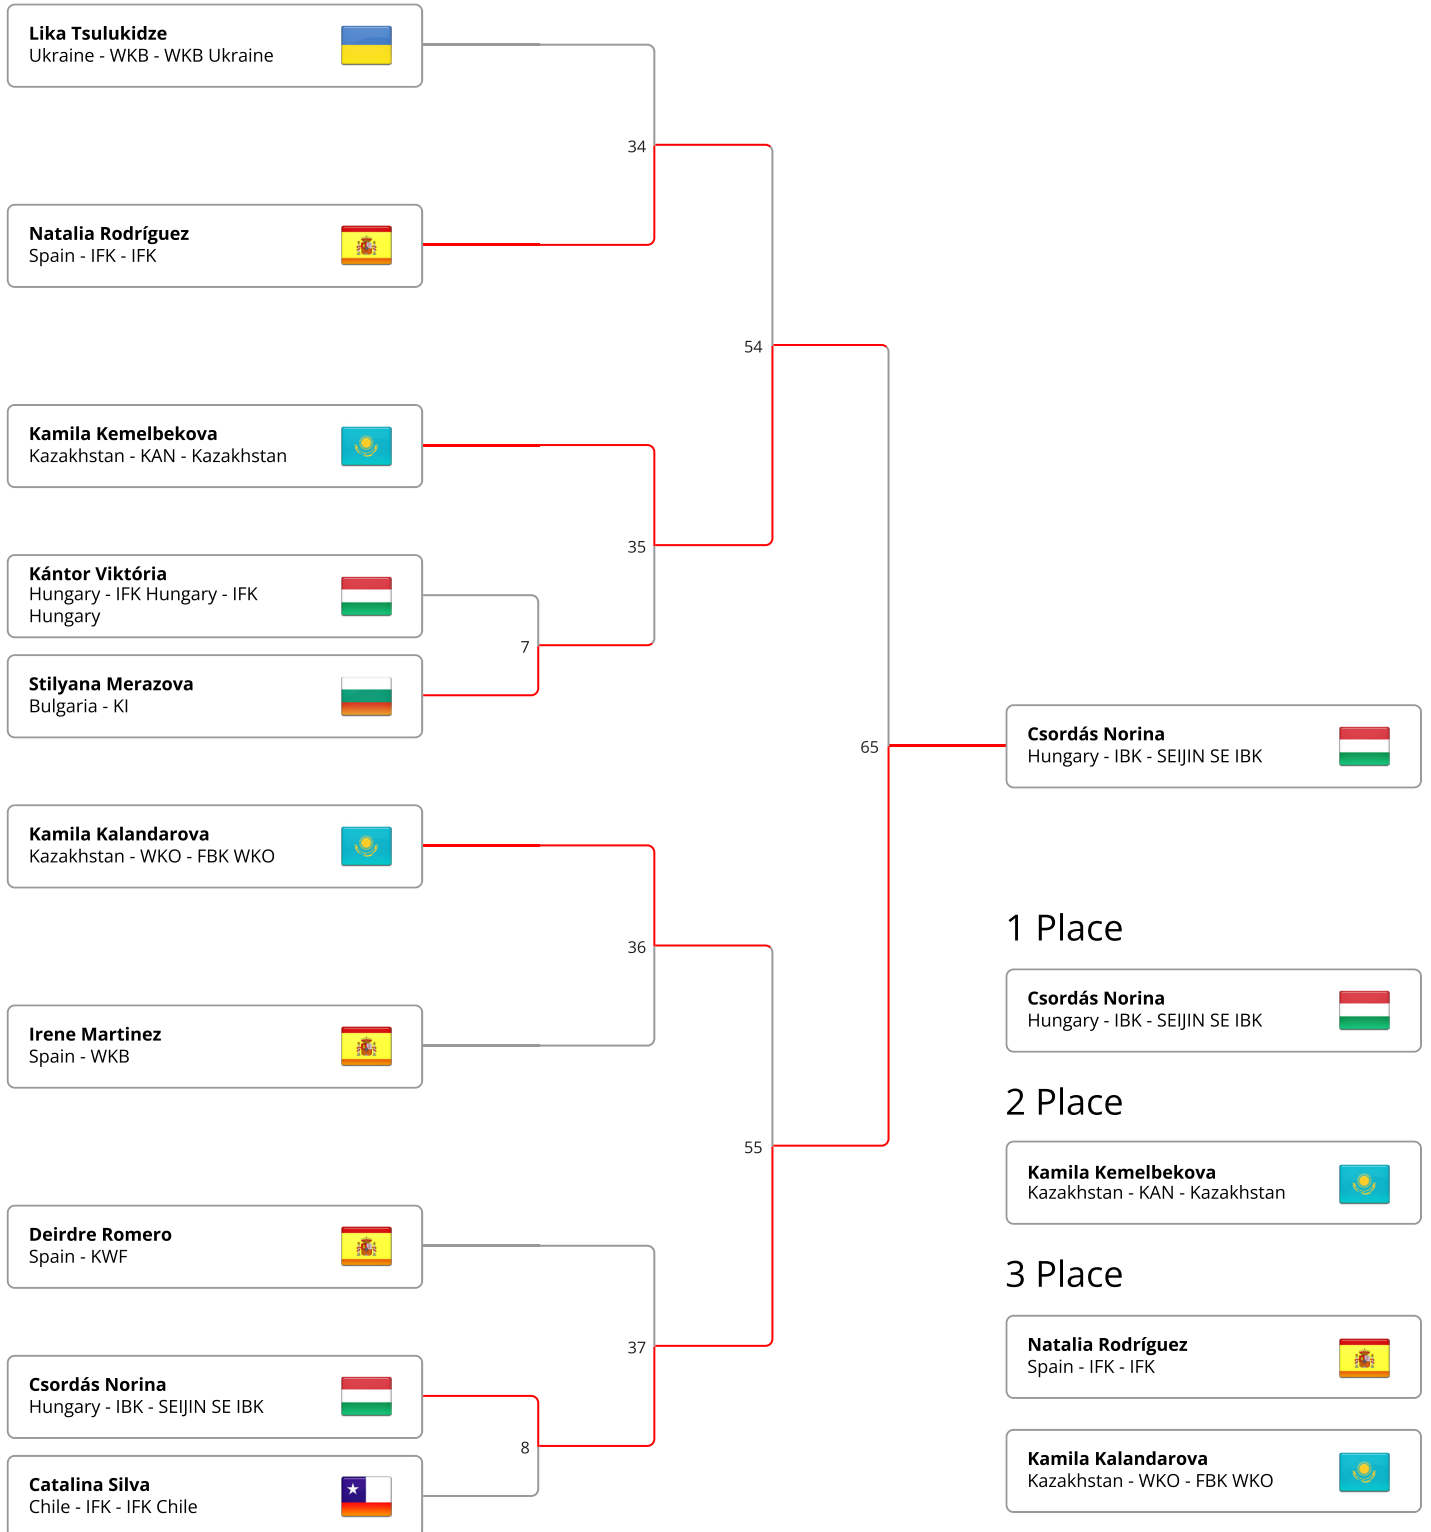 Lika Tsulukidze
Ukraine - WKB - WKB Ukraine
34
Natalia Rodríguez
Spain - IFK - IFK
54
Kamila Kemelbekova
Kazakhstan - KAN - Kazakhstan
35
Kántor Viktória
Hungary - IFK Hungary - IFK
Hungary
7
Stilyana Merazova
Bulgaria - KI
65
Csordás Norina
Hungary - IBK - SEIJIN SE IBK
Kamila Kalandarova
Kazakhstan - WKO - FBK WKO
36
Irene Martinez
Spain - WKB
55
Deirdre Romero
Spain - KWF
37
Csordás Norina
Hungary - IBK - SEIJIN SE IBK
8
Catalina Silva
Chile - IFK - IFK Chile
1 Place
Csordás Norina
Hungary - IBK - SEIJIN SE IBK
2 Place
Kamila Kemelbekova
Kazakhstan - KAN - Kazakhstan
3 Place
Natalia Rodríguez
Spain - IFK - IFK
Kamila Kalandarova
Kazakhstan - WKO - FBK WKO